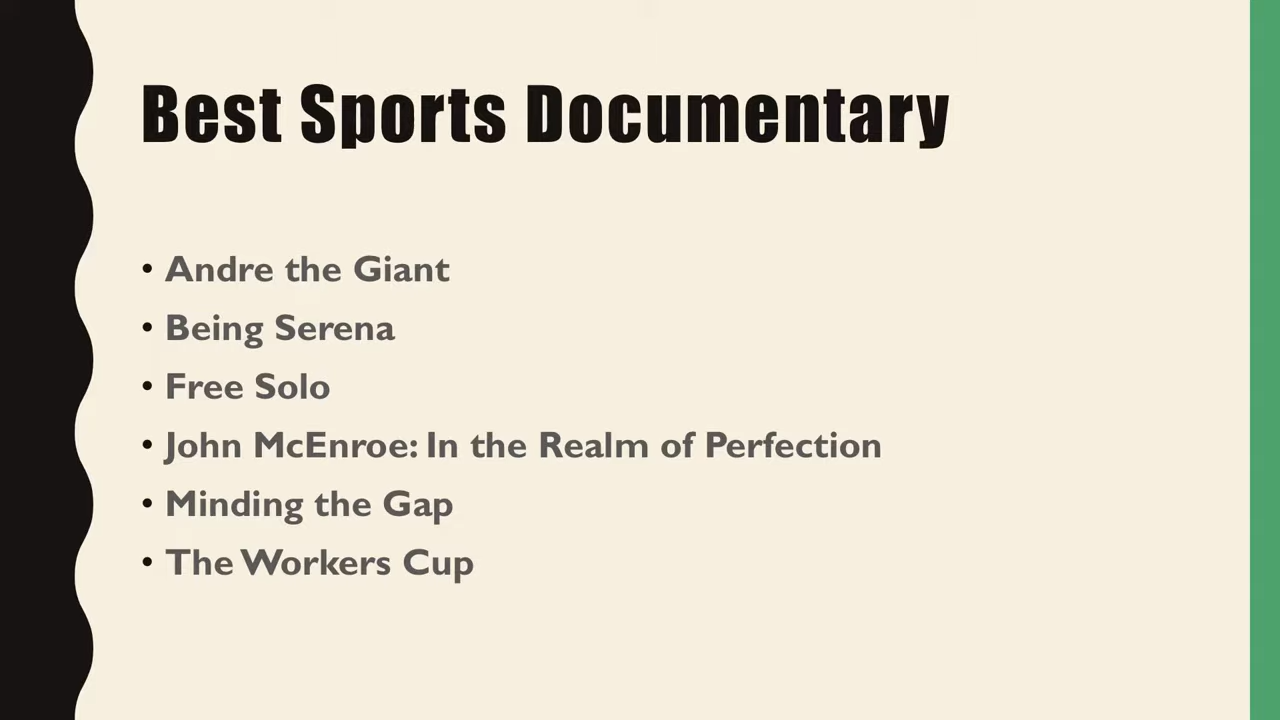 Best Sports Documentary
• Andre the Giant
• Being Serena
• Free Solo
• John McEnroe: In the Realm of Perfection
• Minding the Gap
• The Workers Cup